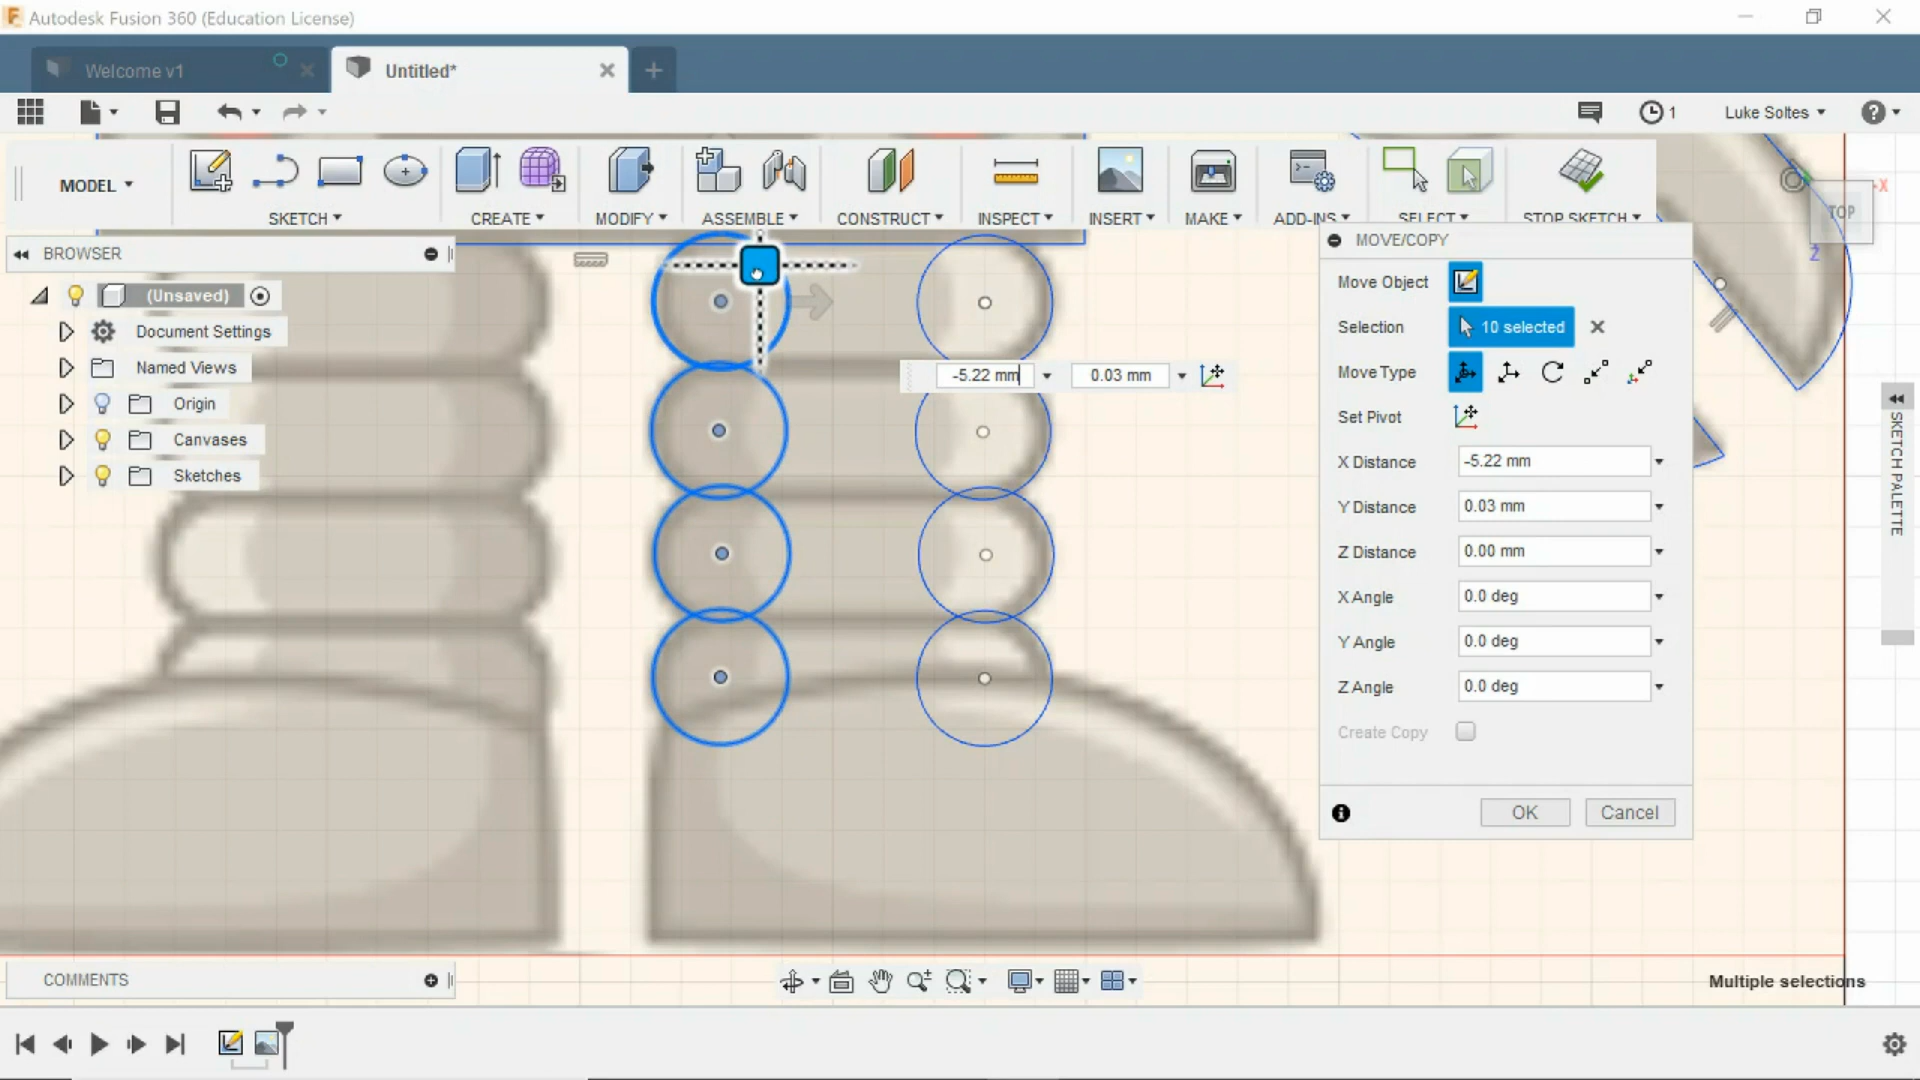 Autodesk Fusion 360 (Education License)
Welcome v1
Untitled*
1
Luke Soltes
MODEL
SKETCH
CREATE
MODIFY
ASSEMBLE
CONSTRUCT
INSPECT
INSERT
MAKE
ADD-INS
SELECT
STOP SKETCH
TOP
X
Z
BROWSER
(Unsaved)
Document Settings
Named Views
Origin
Canvases
Sketches
-5.22 mm
0.03 mm
MOVE/COPY
Move Object
Selection
10 selected
Move Type
Set Pivot
X Distance
-5.22 mm
Y Distance
0.03 mm
Z Distance
0.00 mm
X Angle
0.0 deg
Y Angle
0.0 deg
Z Angle
0.0 deg
Create Copy
OK
Cancel
SKETCH PALETTE
COMMENTS
Multiple selections